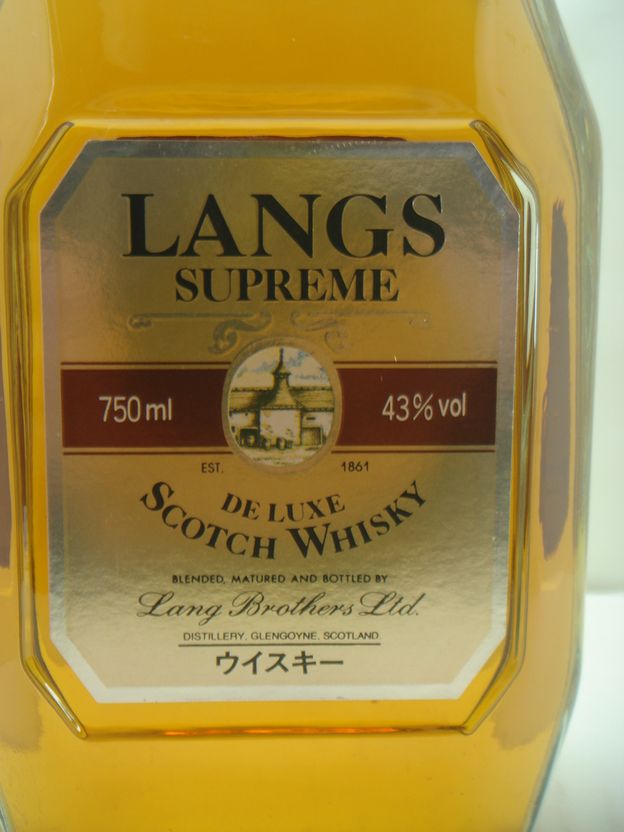 LANGS
SUPREME
750ml
43%vol
EST. 1861
DE LUXE
SCOTCH WHISKY
BLENDED, MATURED AND BOTTLED BY
Lang Brothers Ltd.
DISTILLERY, GLENGOYNE, SCOTLAND.
ウイスキー